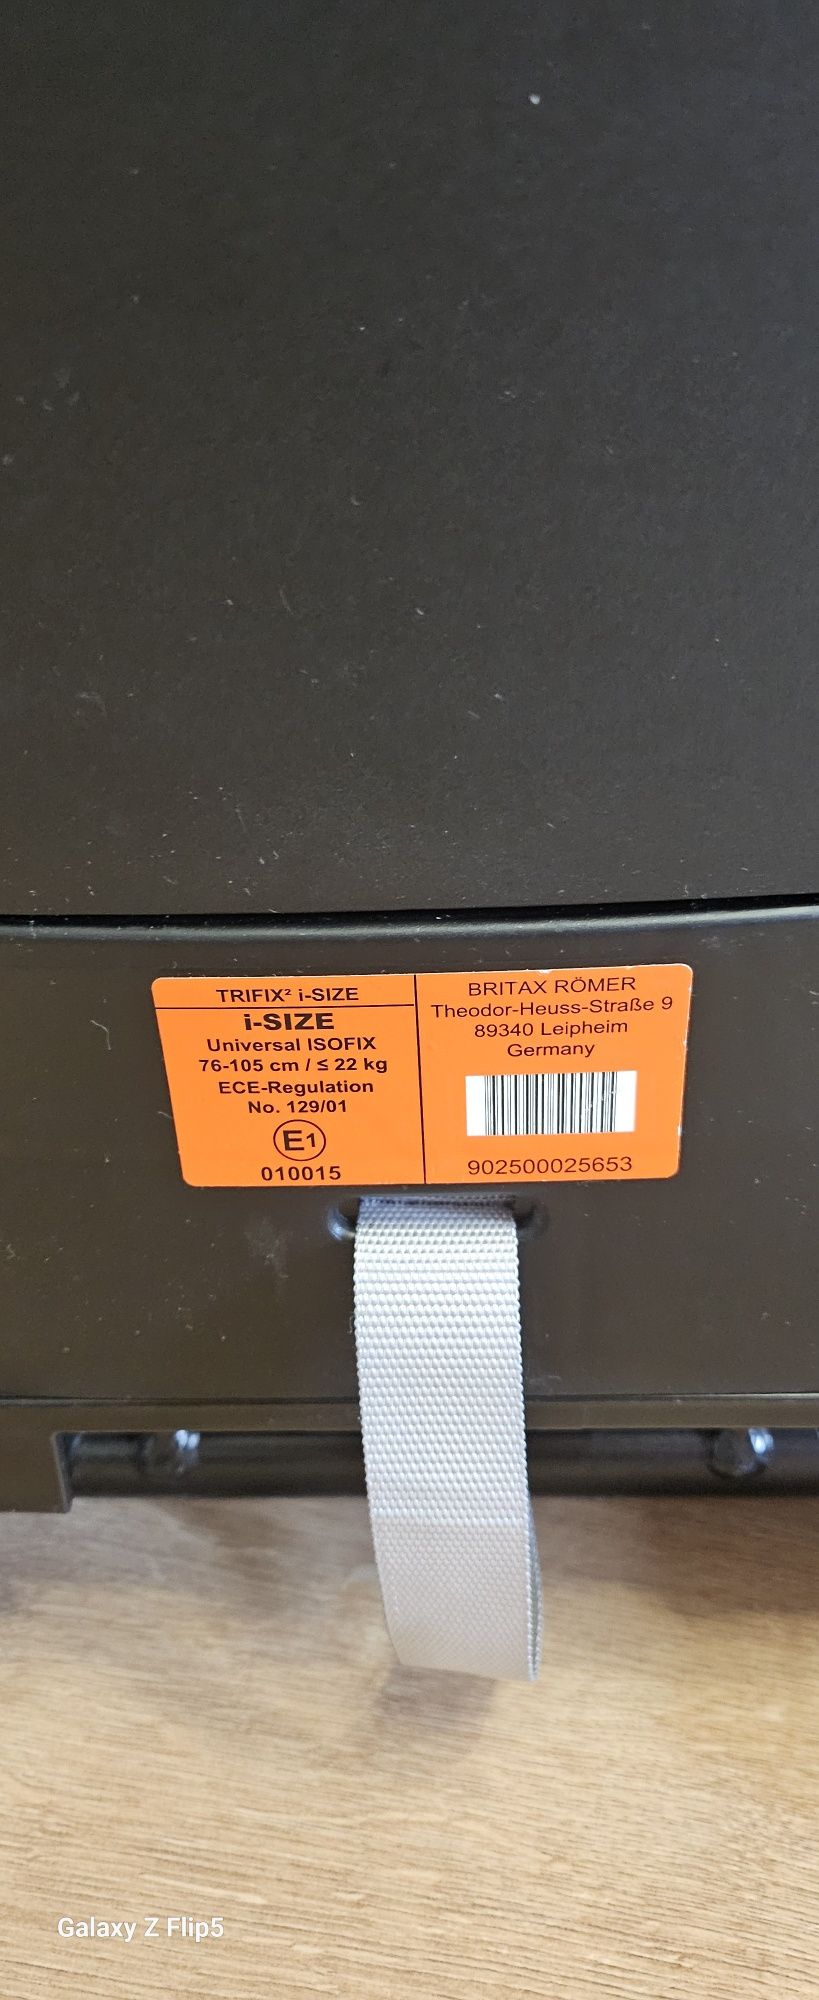 TRIFIX² i-SIZE
i-SIZE
Universal ISOFIX
76-105 cm / ≤ 22 kg
ECE-Regulation
No. 129/01
E1
010015
BRITAX RÖMER
Theodor-Heuss-Straße 9
89340 Leipheim
Germany
902500025653
Galaxy Z Flip5